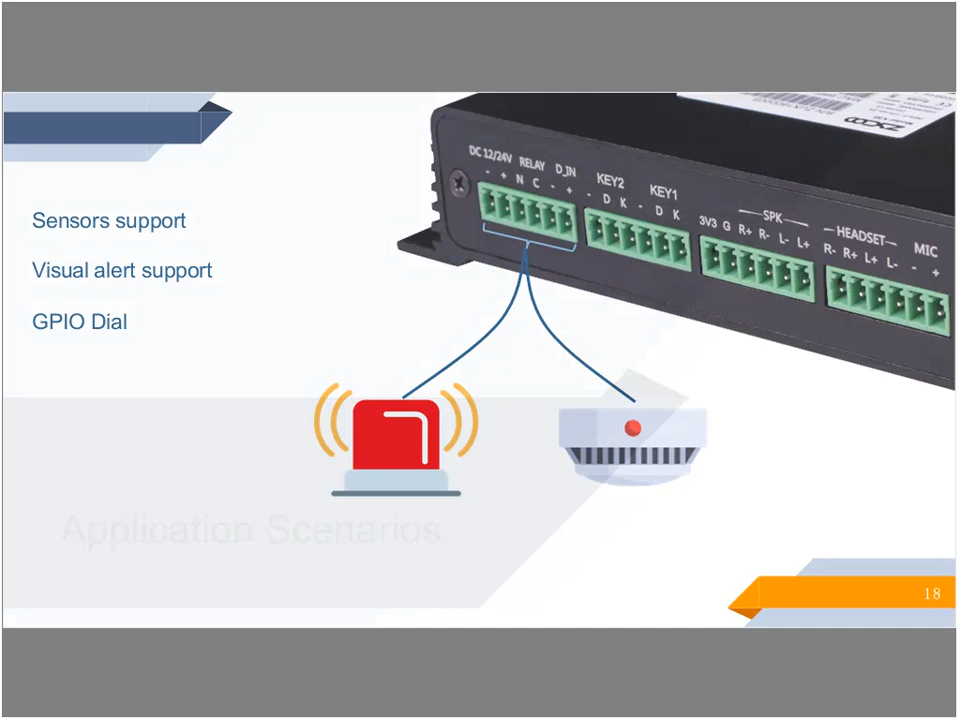 Sensors support
Visual alert support
GPIO Dial
DC 12/24V RELAY D_IN
- + N C - +
KEY2
- D K
KEY1
- D K
SPK
3V3 G R+ R- L- L+
HEADSET
R- R+ L+ L-
MIC
- +
Application Scenarios
18